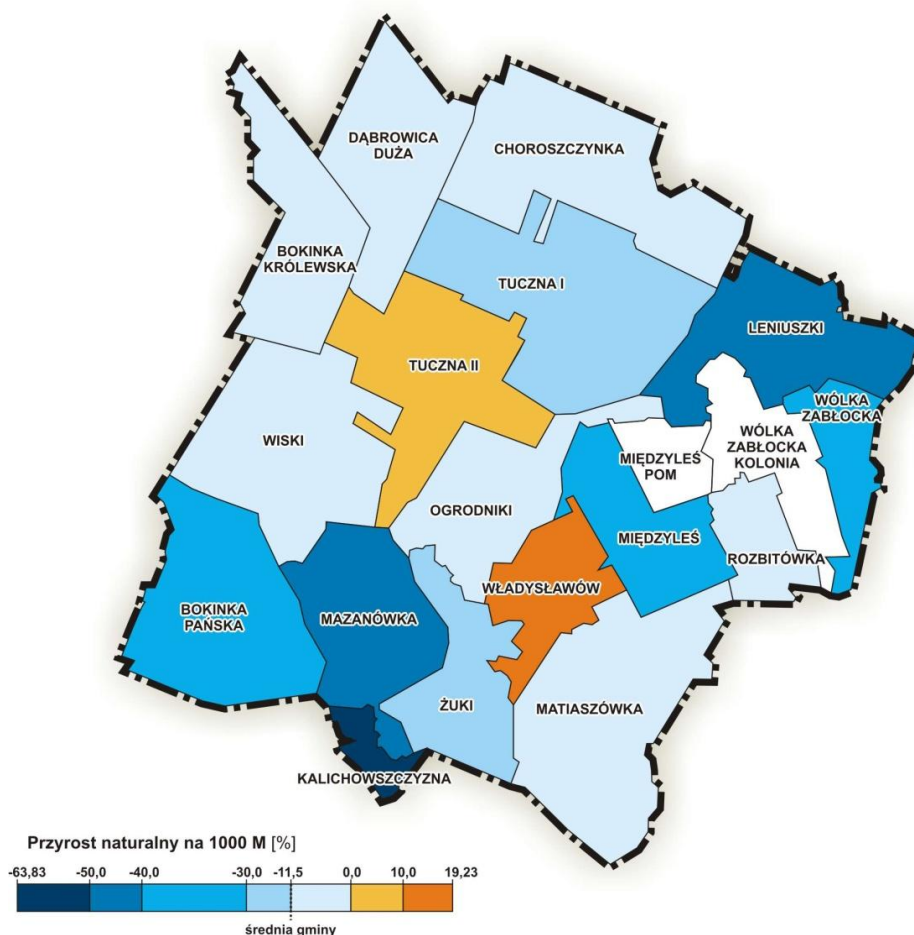 DĄBROWICA
DUŻA
CHOROSZCZYNKA
BOKINKA
KRÓLEWSKA
TUCZNA I
LENIUSZKI
TUCZNA II
WÓLKA
ZABŁOCKA
WISKI
MIĘDZYLEŚ
POM
WÓLKA
ZABŁOCKA
KOLONIA
OGRODNIKI
MIĘDZYLEŚ
ROZBITÓWKA
WŁADYSŁAWÓW
BOKINKA
PAŃSKA
MAZANÓWKA
ŻUKI
MATIASZÓWKA
KALICHOWSZCZYZNA
Przyrost naturalny na 1000 M [%]
-63,83 -50,0 -40,0 -30,0 -11,5 0,0 10,0 19,23
średnia gminy